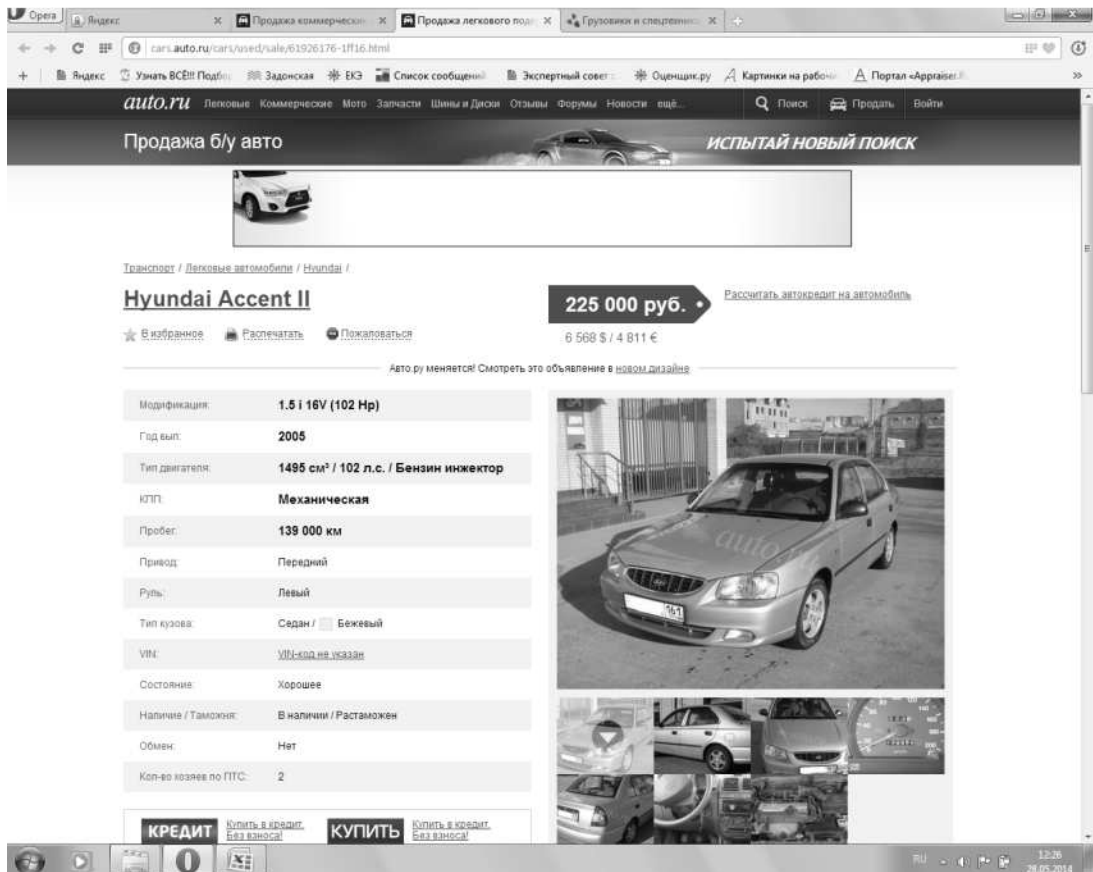 Opera
Яндекс
Продажа коммерчески
Продажа легкового под
Грузовики и спецтехник
cars.auto.ru/cars/used/sale/61926176-1ff16.html
Яндекс
Узнать ВСЁ!!! Подбо
Задонская
ЕКЭ
Список сообщений
Экспертный совет
Оценщик.ру
Картинки на рабоч
Портал «Appraiser.
auto.ru Легковые Коммерческие Мото Запчасти Шины и Диски Отзывы Форумы Новости ещё... Поиск Продать Войти
Продажа б/у авто
ИСПЫТАЙ НОВЫЙ ПОИСК
Транспорт / Легковые автомобили / Hyundai /
Hyundai Accent II
225 000 руб.
Рассчитать автокредит на автомобиль
В избранное Распечатать Пожаловаться
6 568 $ / 4 811 €
Авто.ру меняется! Смотреть это объявление в новом дизайне
Модификация: 1.5 i 16V (102 Hp)
Год вып: 2005
Тип двигателя: 1495 см³ / 102 л.с. / Бензин инжектор
КПП: Механическая
Пробег: 139 000 км
Привод: Передний
Руль: Левый
Тип кузова: Седан / Бежевый
VIN: VIN-код не указан
Состояние: Хорошее
Наличие / Таможня: В наличии / Растаможен
Обмен: Нет
Кол-во хозяев по ПТС: 2
auto.ru
161
КРЕДИТ
Купить в кредит.
Без взноса!
КУПИТЬ
Купить в кредит.
Без взноса!
RU
12:26
28.05.2014